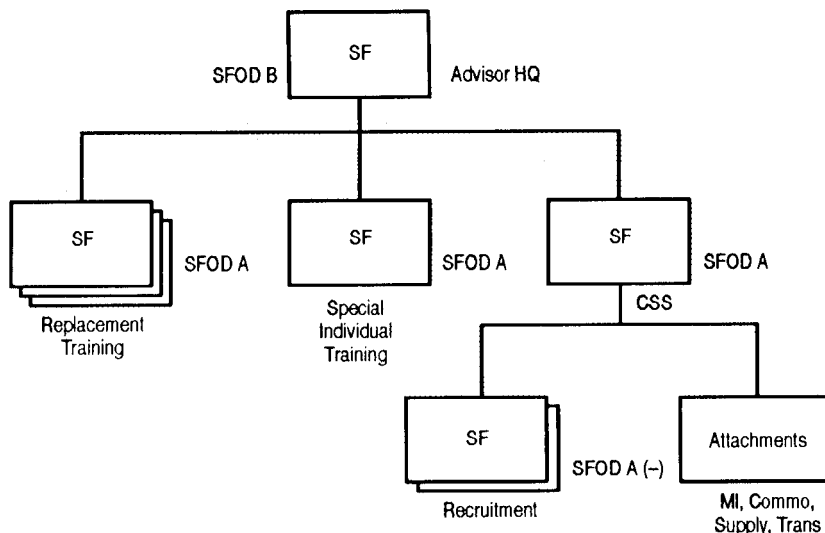 SF
SFOD B
Advisor HQ
SF
SFOD A
Replacement
Training
SF
SFOD A
Special
Individual
Training
SF
SFOD A
CSS
SF
SFOD A (–)
Recruitment
Attachments
MI, Commo,
Supply, Trans